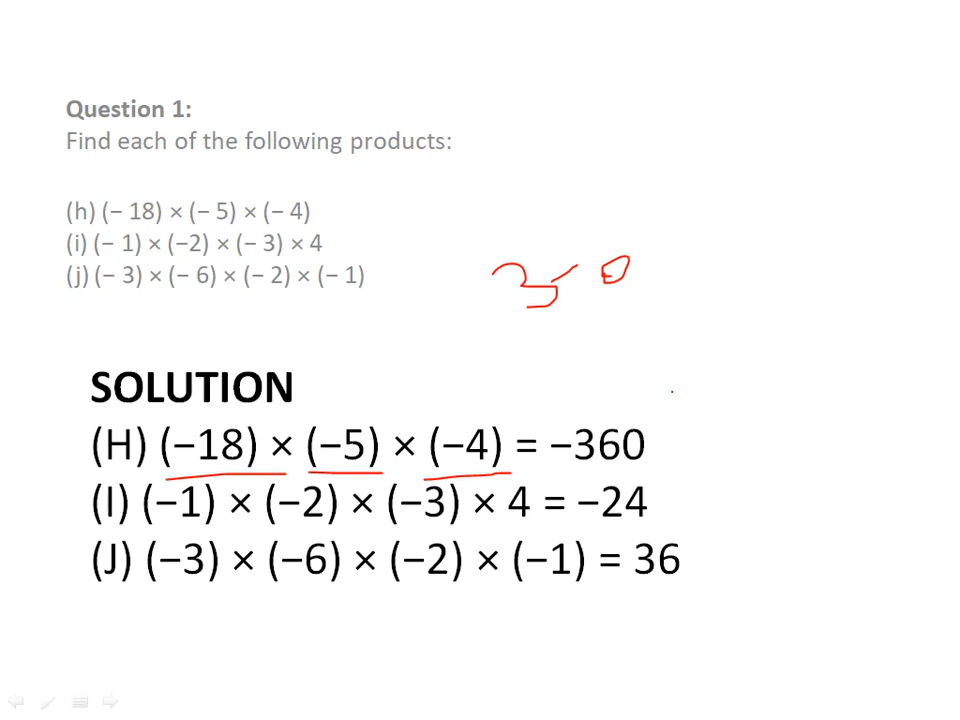 Question 1:
Find each of the following products:
(h) (− 18) × (− 5) × (− 4)
(i) (− 1) × (−2) × (− 3) × 4
(j) (− 3) × (− 6) × (− 2) × (− 1)
SOLUTION
(H) (−18) × (−5) × (−4) = −360
(I) (−1) × (−2) × (−3) × 4 = −24
(J) (−3) × (−6) × (−2) × (−1) = 36